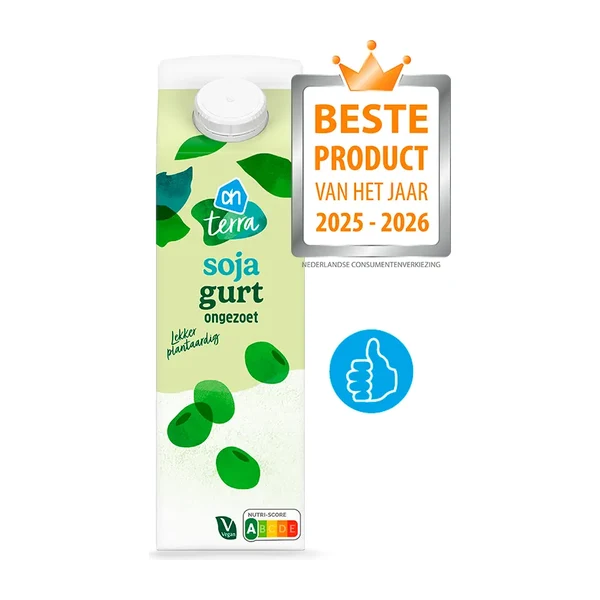 BESTE
PRODUCT
VAN HET JAAR
2025 - 2026
NEDERLANDSE CONSUMENTENVERKIEZING
ah
terra
soja
gurt
ongezoet
Lekker
plantaardig
V
Vegan
NUTRI-SCORE
A B C D E